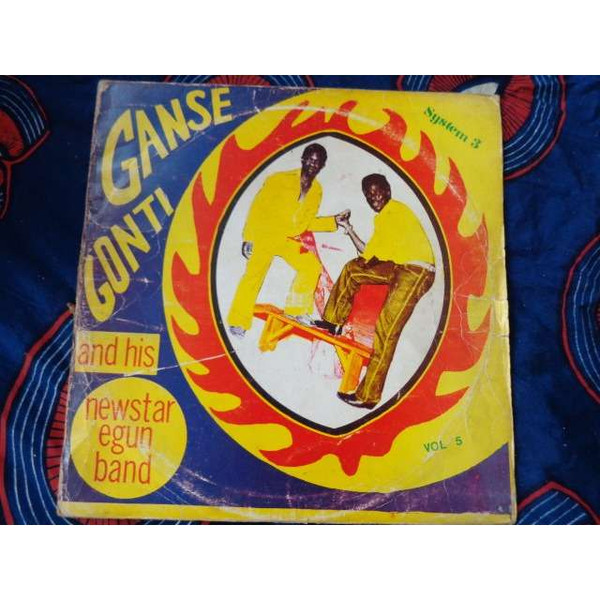 GANSE
GONTI
and his
newstar
egun
band
System 3
VOL 5